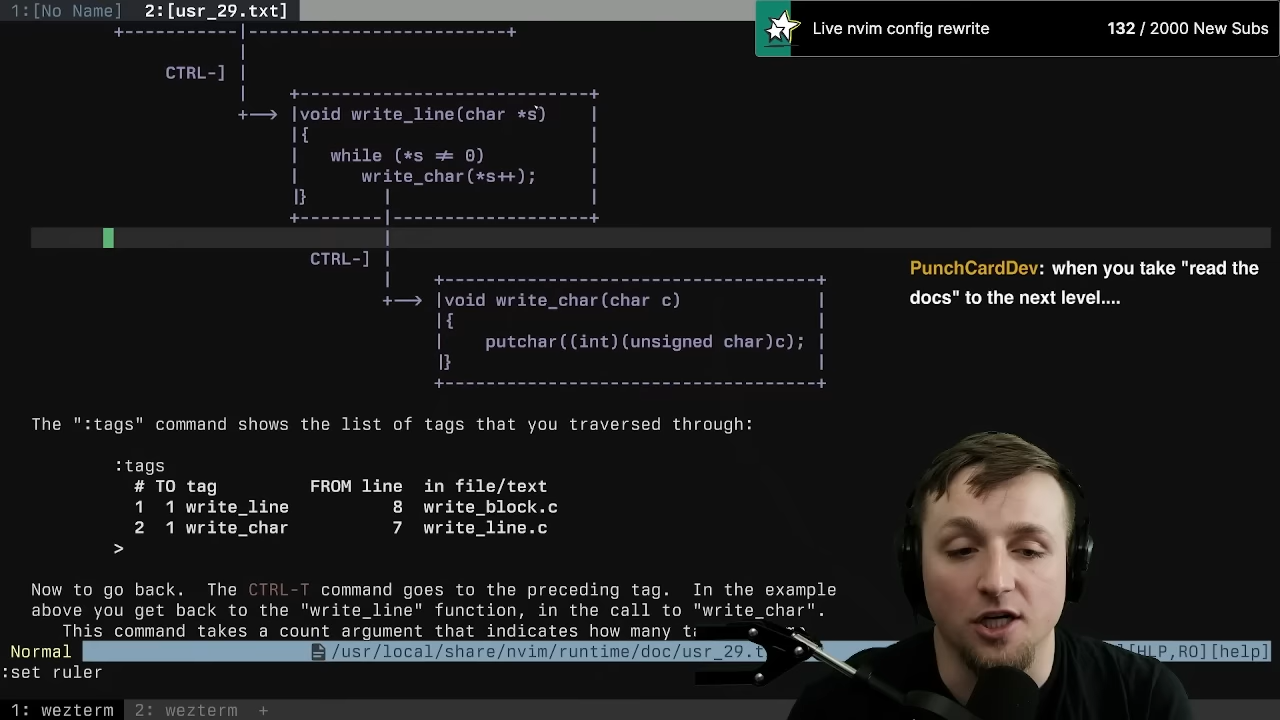 1:[No Name]  2:[usr_29.txt]
Live nvim config rewrite 132 / 2000 New Subs
CTRL-]
void write_line(char *s)
{
while (*s ≠ 0)
write_char(*s++);
}
CTRL-]
PunchCardDev: when you take "read the
docs" to the next level....
void write_char(char c)
{
putchar((int)(unsigned char)c);
}
The ":tags" command shows the list of tags that you traversed through:
:tags
# TO tag FROM line in file/text
1 1 write_line 8 write_block.c
2 1 write_char 7 write_line.c
>
Now to go back. The CTRL-T command goes to the preceding tag. In the example
above you get back to the "write_line" function, in the call to "write_char".
This command takes a count argument that indicates how many
Normal /usr/local/share/nvim/runtime/doc/usr_29.t [HLP,RO][help]
:set ruler
1: wezterm 2: wezterm +